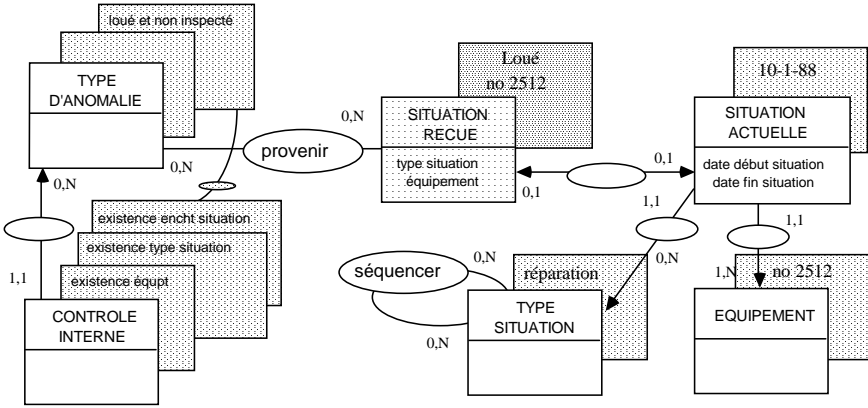 loué et non inspecté
TYPE
D'ANOMALIE
0,N
0,N
provenir
0,N
Loué
no 2512
SITUATION
RECUE
type situation
équipement
0,1
0,1
10-1-88
SITUATION
ACTUELLE
date début situation
date fin situation
1,1
1,1
existence encht situation
existence type situation
existence équpt
1,1
CONTROLE
INTERNE
séquencer
0,N
0,N
0,N
réparation
TYPE
SITUATION
1,N
no 2512
EQUIPEMENT